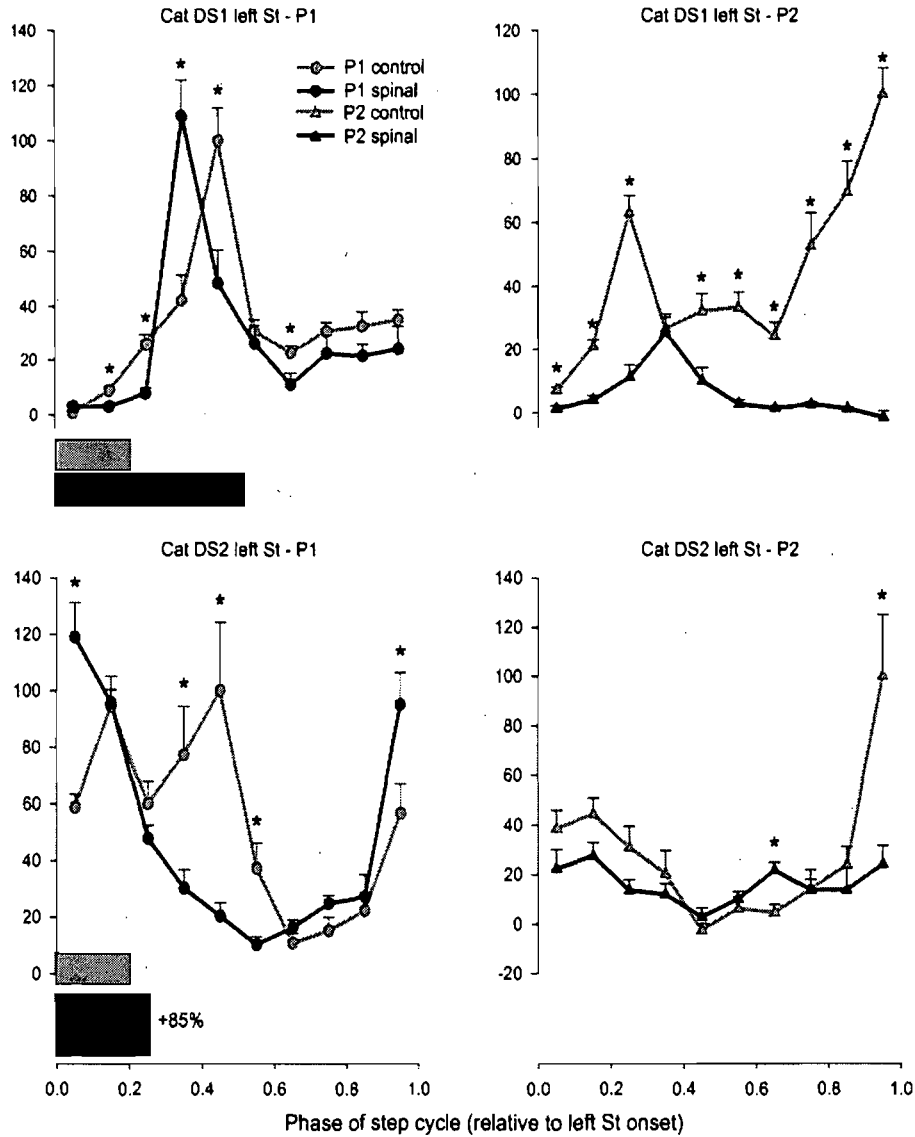 Cat DS1 left St - P1
140
120
100
80
60
40
20
0
* * * * *
P1 control
P1 spinal
P2 control
P2 spinal
Cat DS1 left St - P2
120
100
80
60
40
20
0
* * * * * * * * *
Cat DS2 left St - P1
140
120
100
80
60
40
20
0
* * * * *
+85%
0.0 0.2 0.4 0.6 0.8 1.0
Cat DS2 left St - P2
140
120
100
80
60
40
20
0
-20
* *
0.0 0.2 0.4 0.6 0.8 1.0
Phase of step cycle (relative to left St onset)